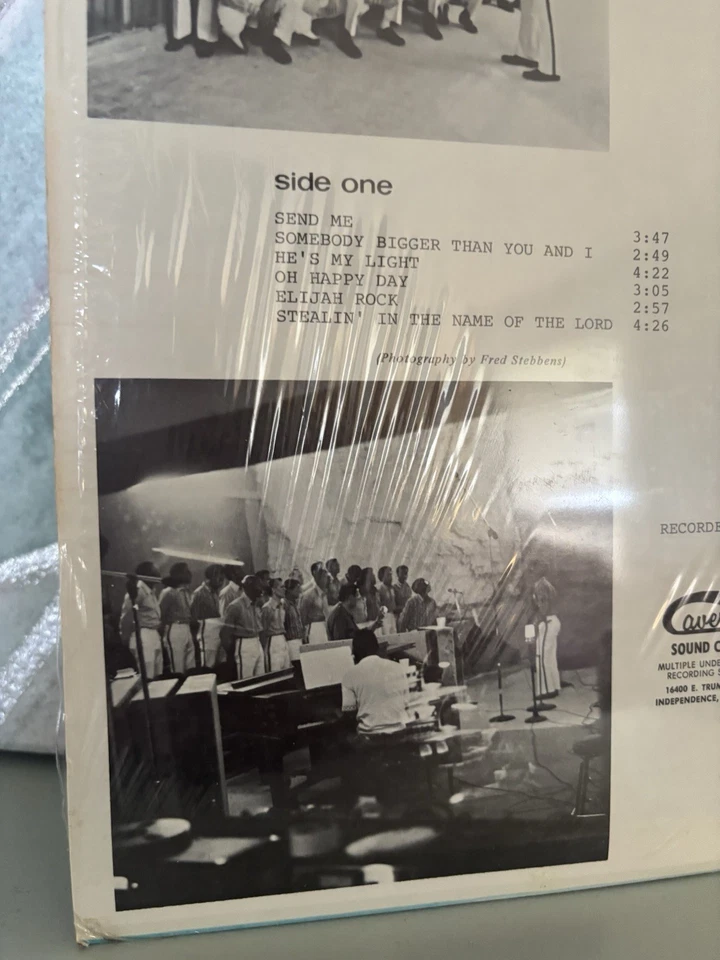 side one
SEND ME 3:47
SOMEBODY BIGGER THAN YOU AND I 2:49
HE'S MY LIGHT 4:22
OH HAPPY DAY 3:05
ELIJAH ROCK 2:57
STEALIN' IN THE NAME OF THE LORD 4:26
(Photography by Fred Stebbens)
RECORDE
Cave
SOUND C
MULTIPLE UNDE
RECORDING S
16400 E. TRUM
INDEPENDENCE,